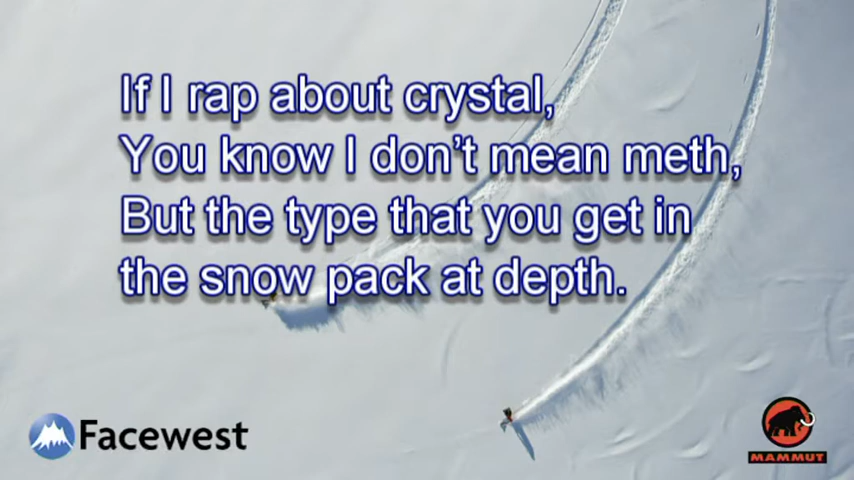 If I rap about crystal,
You know I don't mean meth,
But the type that you get in
the snow pack at depth.
Facewest
MAMMUT